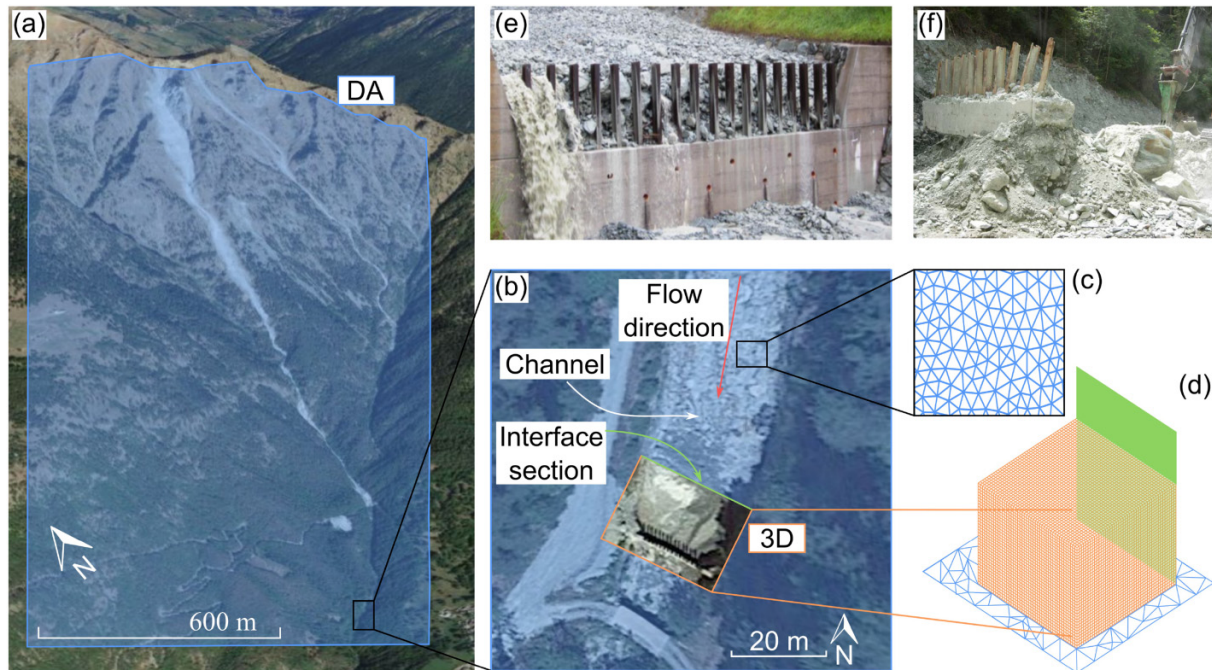 (a)
DA
N
600 m
(b)
Flow
direction
Channel
Interface
section
3D
20 m
N
(c)
(d)
(e)
(f)